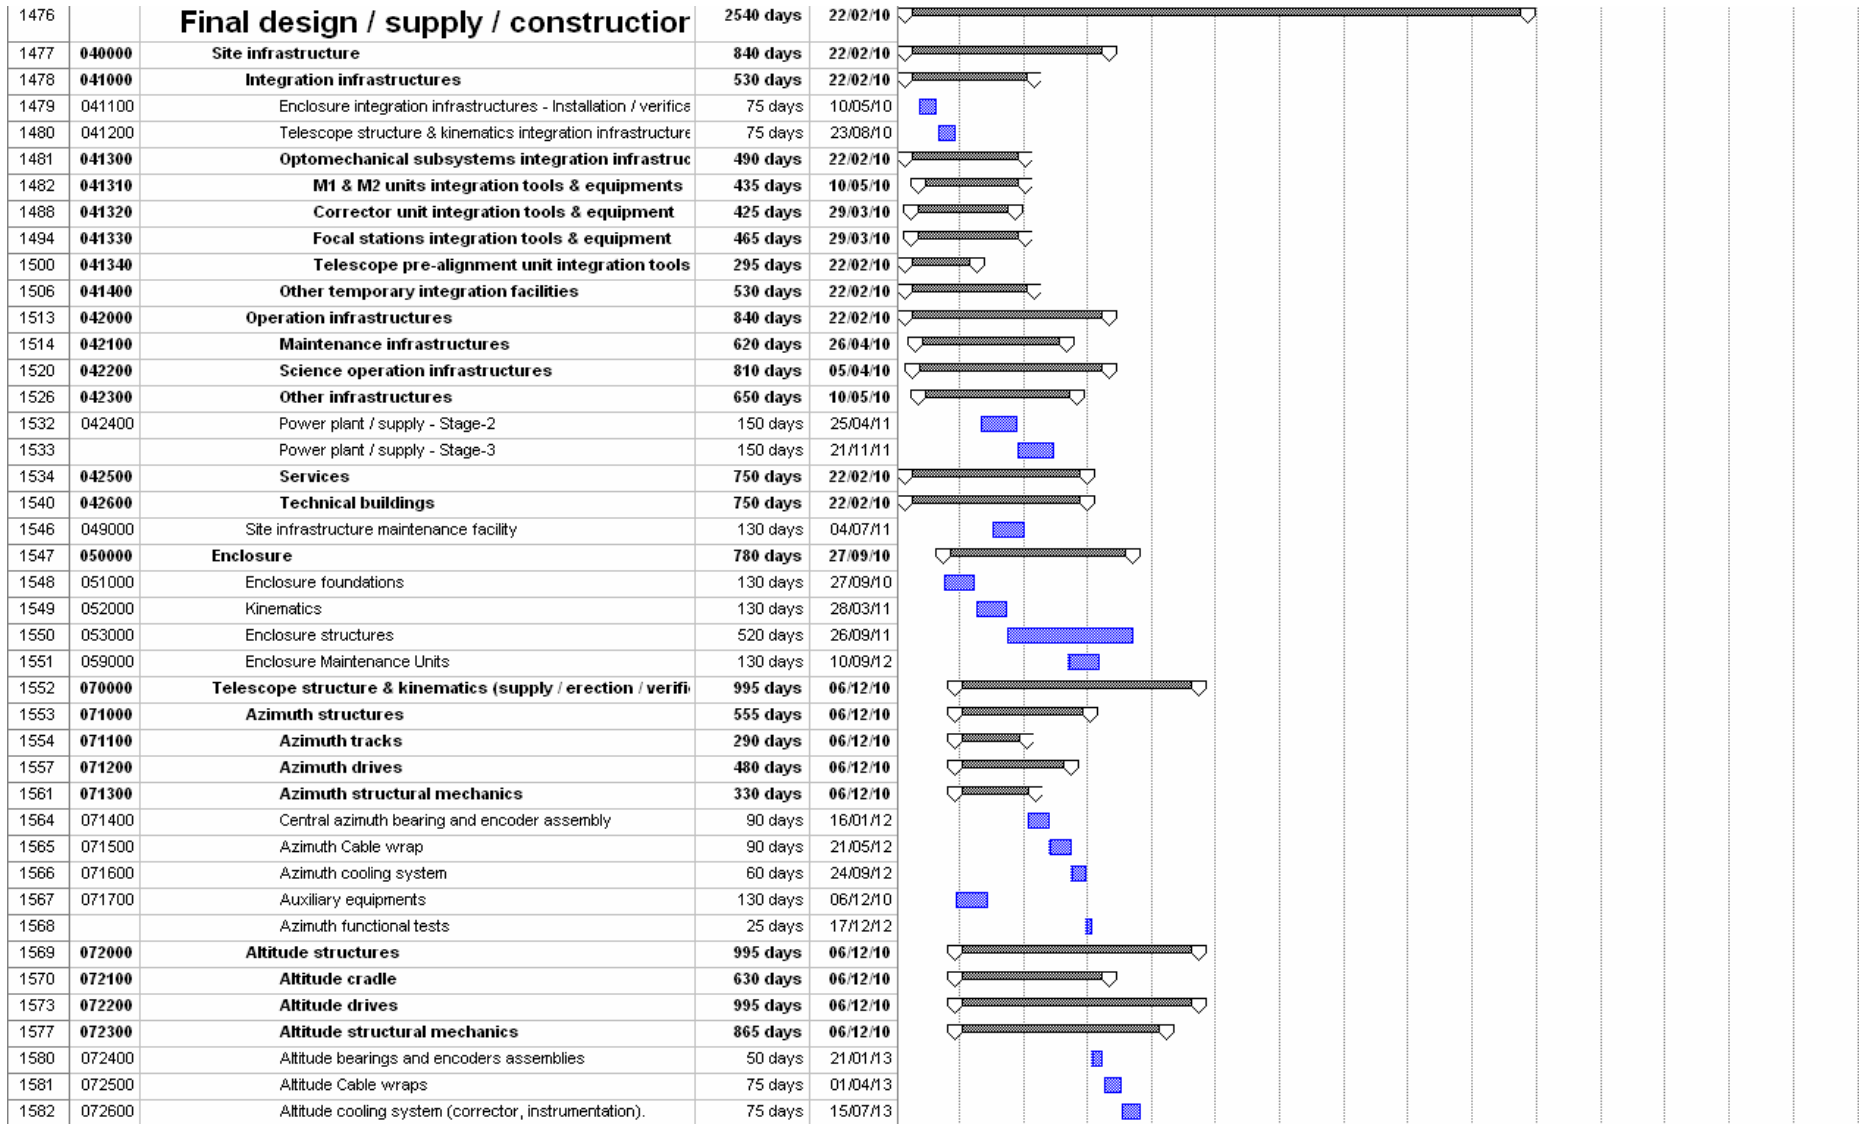 1476 Final design / supply / construction 2540 days 22/02/10
1477 040000 Site infrastructure 840 days 22/02/10
1478 041000 Integration infrastructures 530 days 22/02/10
1479 041100 Enclosure integration infrastructures - Installation / verifica 75 days 10/05/10
1480 041200 Telescope structure & kinematics integration infrastructure 75 days 23/08/10
1481 041300 Optomechanical subsystems integration infrastruc 490 days 22/02/10
1482 041310 M1 & M2 units integration tools & equipments 435 days 10/05/10
1488 041320 Corrector unit integration tools & equipment 425 days 29/03/10
1494 041330 Focal stations integration tools & equipment 465 days 29/03/10
1500 041340 Telescope pre-alignment unit integration tools 295 days 22/02/10
1506 041400 Other temporary integration facilities 530 days 22/02/10
1513 042000 Operation infrastructures 840 days 22/02/10
1514 042100 Maintenance infrastructures 620 days 26/04/10
1520 042200 Science operation infrastructures 810 days 05/04/10
1526 042300 Other infrastructures 650 days 10/05/10
1532 042400 Power plant / supply - Stage-2 150 days 25/04/11
1533 Power plant / supply - Stage-3 150 days 21/11/11
1534 042500 Services 750 days 22/02/10
1540 042600 Technical buildings 750 days 22/02/10
1546 049000 Site infrastructure maintenance facility 130 days 04/07/11
1547 050000 Enclosure 780 days 27/09/10
1548 051000 Enclosure foundations 130 days 27/09/10
1549 052000 Kinematics 130 days 28/03/11
1550 053000 Enclosure structures 520 days 26/09/11
1551 059000 Enclosure Maintenance Units 130 days 10/09/12
1552 070000 Telescope structure & kinematics (supply / erection / verifi 995 days 06/12/10
1553 071000 Azimuth structures 555 days 06/12/10
1554 071100 Azimuth tracks 290 days 06/12/10
1557 071200 Azimuth drives 480 days 06/12/10
1561 071300 Azimuth structural mechanics 330 days 06/12/10
1564 071400 Central azimuth bearing and encoder assembly 90 days 16/01/12
1565 071500 Azimuth Cable wrap 90 days 21/05/12
1566 071600 Azimuth cooling system 60 days 24/09/12
1567 071700 Auxiliary equipments 130 days 06/12/10
1568 Azimuth functional tests 25 days 17/12/12
1569 072000 Altitude structures 995 days 06/12/10
1570 072100 Altitude cradle 630 days 06/12/10
1573 072200 Altitude drives 995 days 06/12/10
1577 072300 Altitude structural mechanics 865 days 06/12/10
1580 072400 Altitude bearings and encoders assemblies 50 days 21/01/13
1581 072500 Altitude Cable wraps 75 days 01/04/13
1582 072600 Altitude cooling system (corrector, instrumentation). 75 days 15/07/13